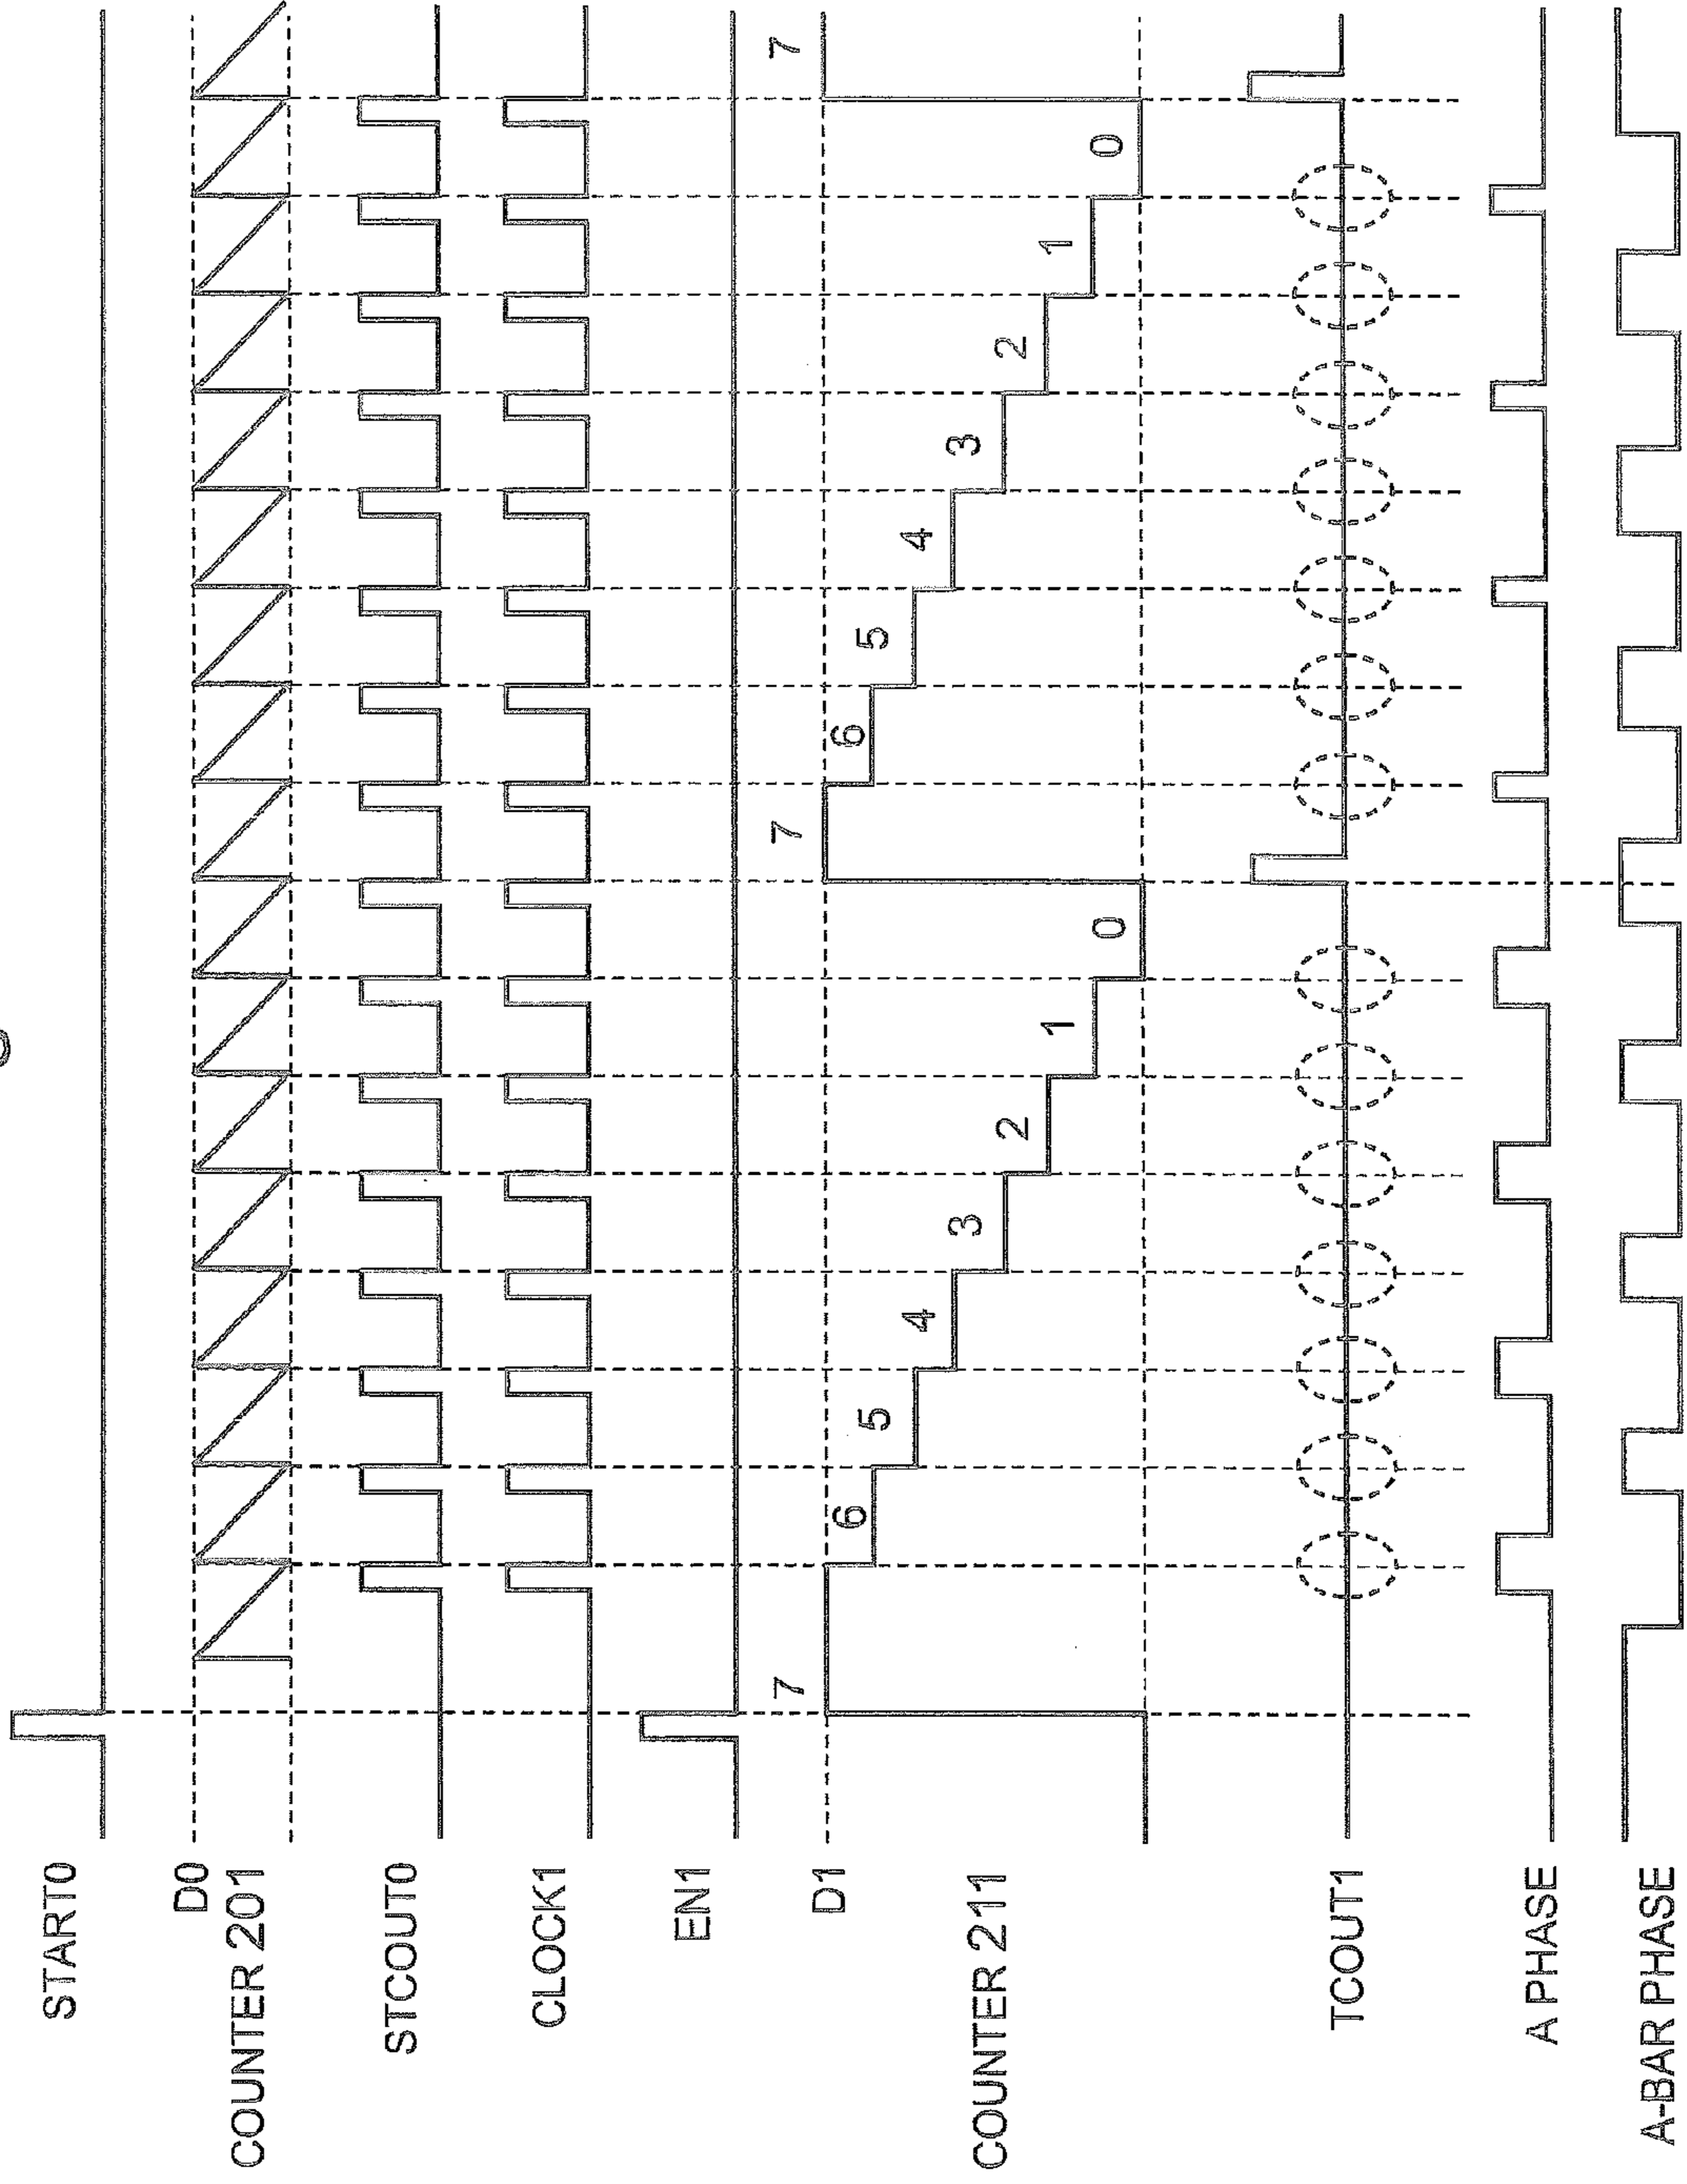 START0
D0
COUNTER 201
STCOUT0
CLOCK1
EN1
D1
7 6 5 4 3 2 1 0 7 6 5 4 3 2 1 0 7
COUNTER 211
TCOUT1
A PHASE
A-BAR PHASE